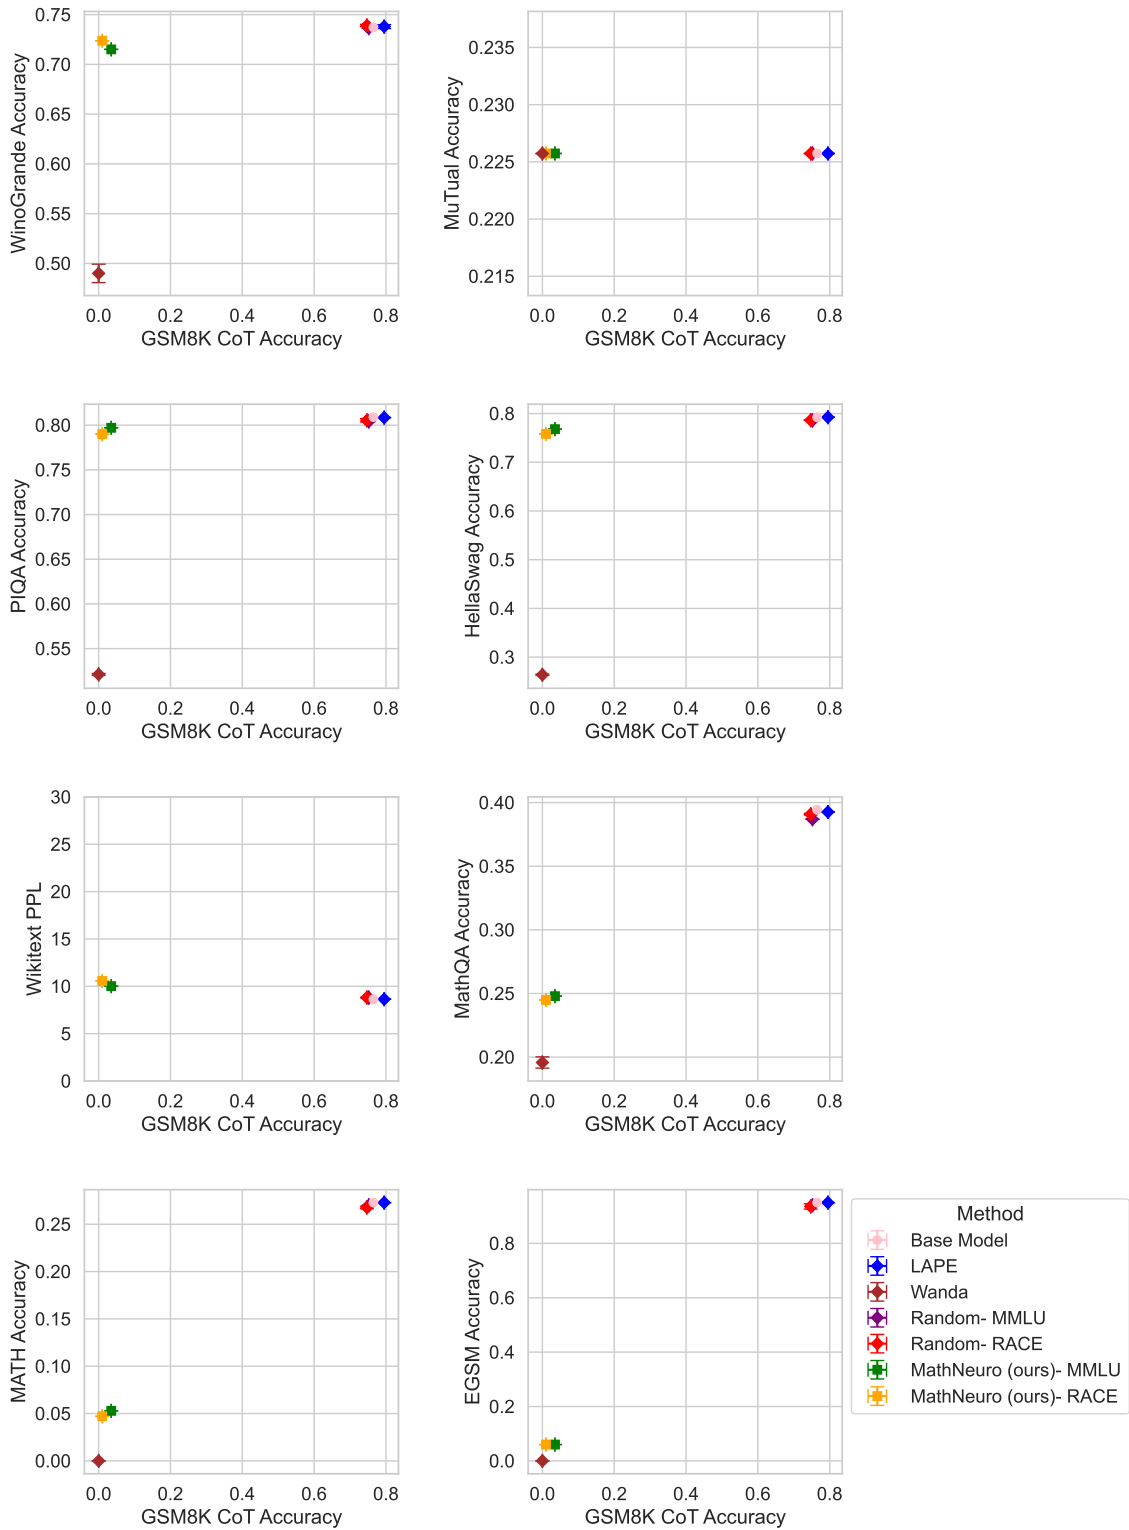 0.75
0.70
0.65
0.60
0.55
0.50
WinoGrande Accuracy
0.0 0.2 0.4 0.6 0.8
GSM8K CoT Accuracy
0.235
0.230
0.225
0.220
0.215
MuTual Accuracy
0.0 0.2 0.4 0.6 0.8
GSM8K CoT Accuracy
0.80
0.75
0.70
0.65
0.60
0.55
PIQA Accuracy
0.0 0.2 0.4 0.6 0.8
GSM8K CoT Accuracy
0.8
0.7
0.6
0.5
0.4
0.3
HellaSwag Accuracy
0.0 0.2 0.4 0.6 0.8
GSM8K CoT Accuracy
30
25
20
15
10
5
0
Wikitext PPL
0.0 0.2 0.4 0.6 0.8
GSM8K CoT Accuracy
0.40
0.35
0.30
0.25
0.20
MathQA Accuracy
0.0 0.2 0.4 0.6 0.8
GSM8K CoT Accuracy
0.25
0.20
0.15
0.10
0.05
0.00
MATH Accuracy
0.0 0.2 0.4 0.6 0.8
GSM8K CoT Accuracy
0.8
0.6
0.4
0.2
0.0
EGSM Accuracy
0.0 0.2 0.4 0.6 0.8
GSM8K CoT Accuracy
Method
Base Model
LAPE
Wanda
Random- MMLU
Random- RACE
MathNeuro (ours)- MMLU
MathNeuro (ours)- RACE